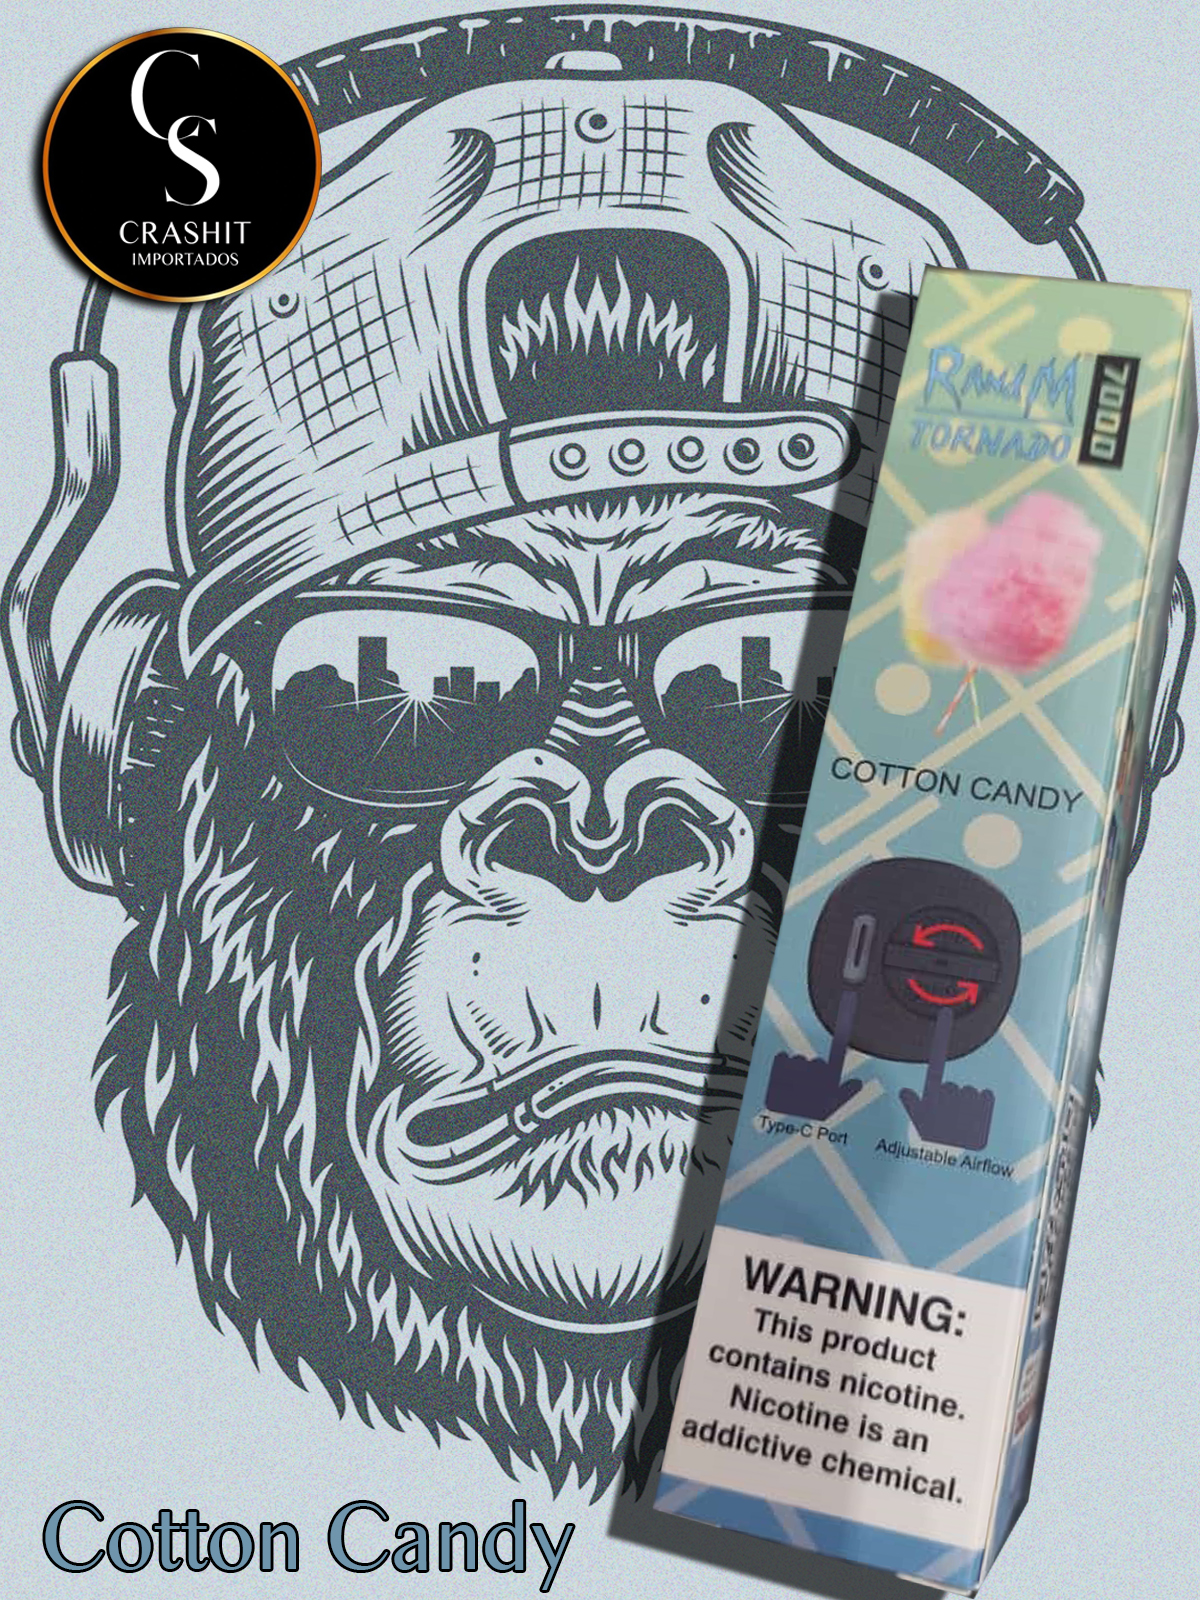 CS
CRASHIT
IMPORTADOS
RANDM
TORNADO
7000
COTTON CANDY
Type-C Port
Adjustable Airflow
WARNING:
This product
contains nicotine.
Nicotine is an
addictive chemical.
Cotton Candy